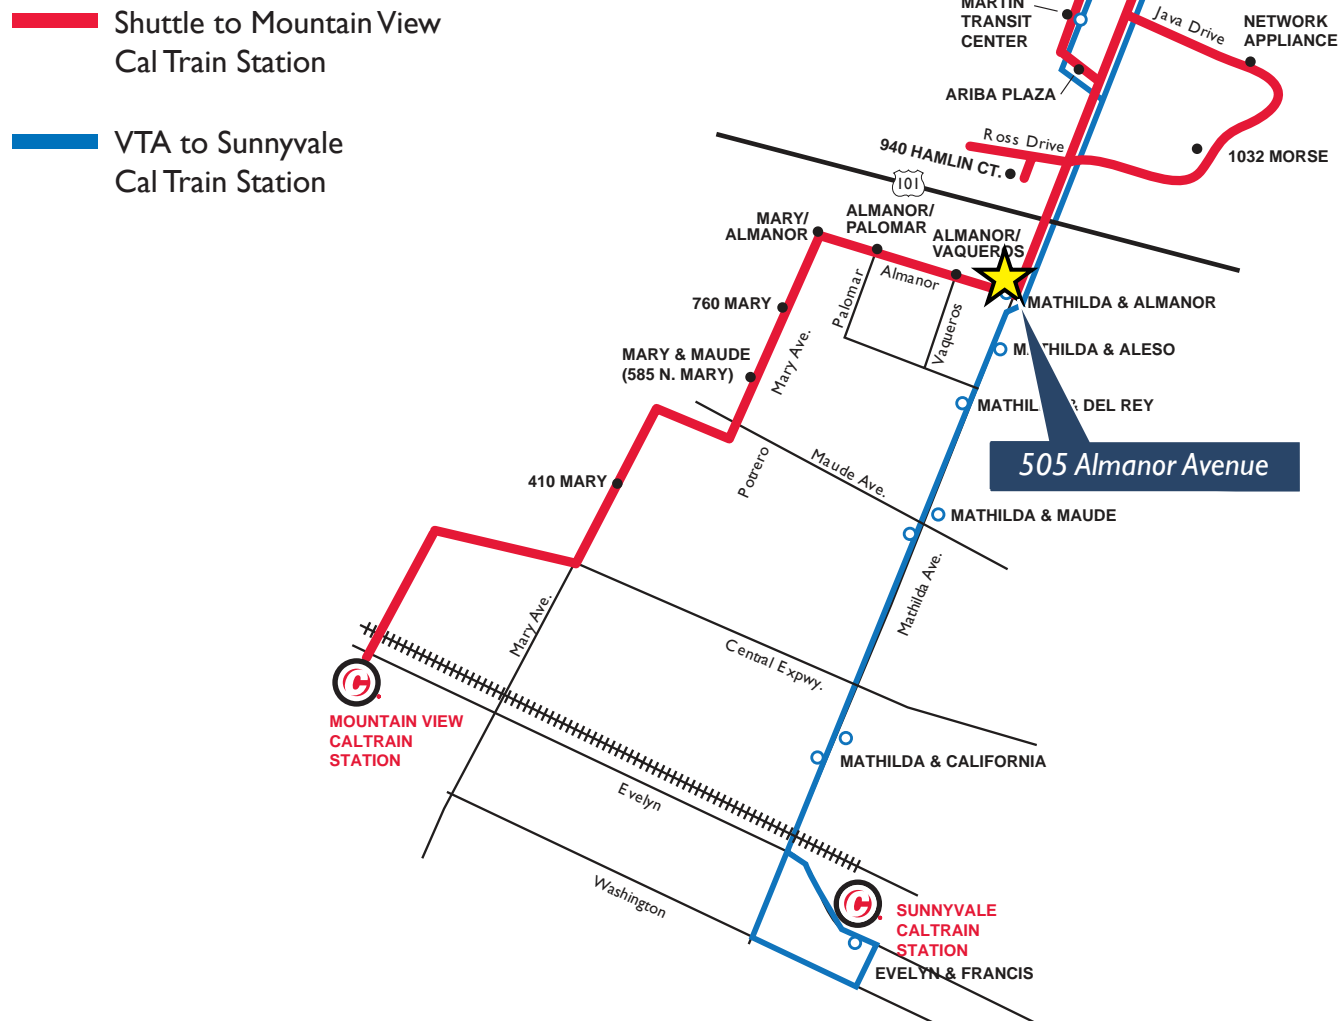 Shuttle to Mountain View
Cal Train Station
VTA to Sunnyvale
Cal Train Station
MARTIN
TRANSIT
CENTER
Java Drive
NETWORK
APPLIANCE
ARIBA PLAZA
Ross Drive
940 HAMLIN CT.
1032 MORSE
101
MARY/
ALMANOR
ALMANOR/
PALOMAR
ALMANOR/
VAQUEROS
Almanor
Palomar
Vaqueros
MATHILDA & ALMANOR
760 MARY
Mary Ave.
MARY & MAUDE
(585 N. MARY)
MATHILDA & ALESO
MATHILDA & DEL REY
505 Almanor Avenue
Potrero
Maude Ave.
410 MARY
MATHILDA & MAUDE
Mathilda Ave.
Mary Ave.
Central Expwy.
C
MOUNTAIN VIEW
CALTRAIN
STATION
MATHILDA & CALIFORNIA
Evelyn
Washington
C
SUNNYVALE
CALTRAIN
STATION
EVELYN & FRANCIS